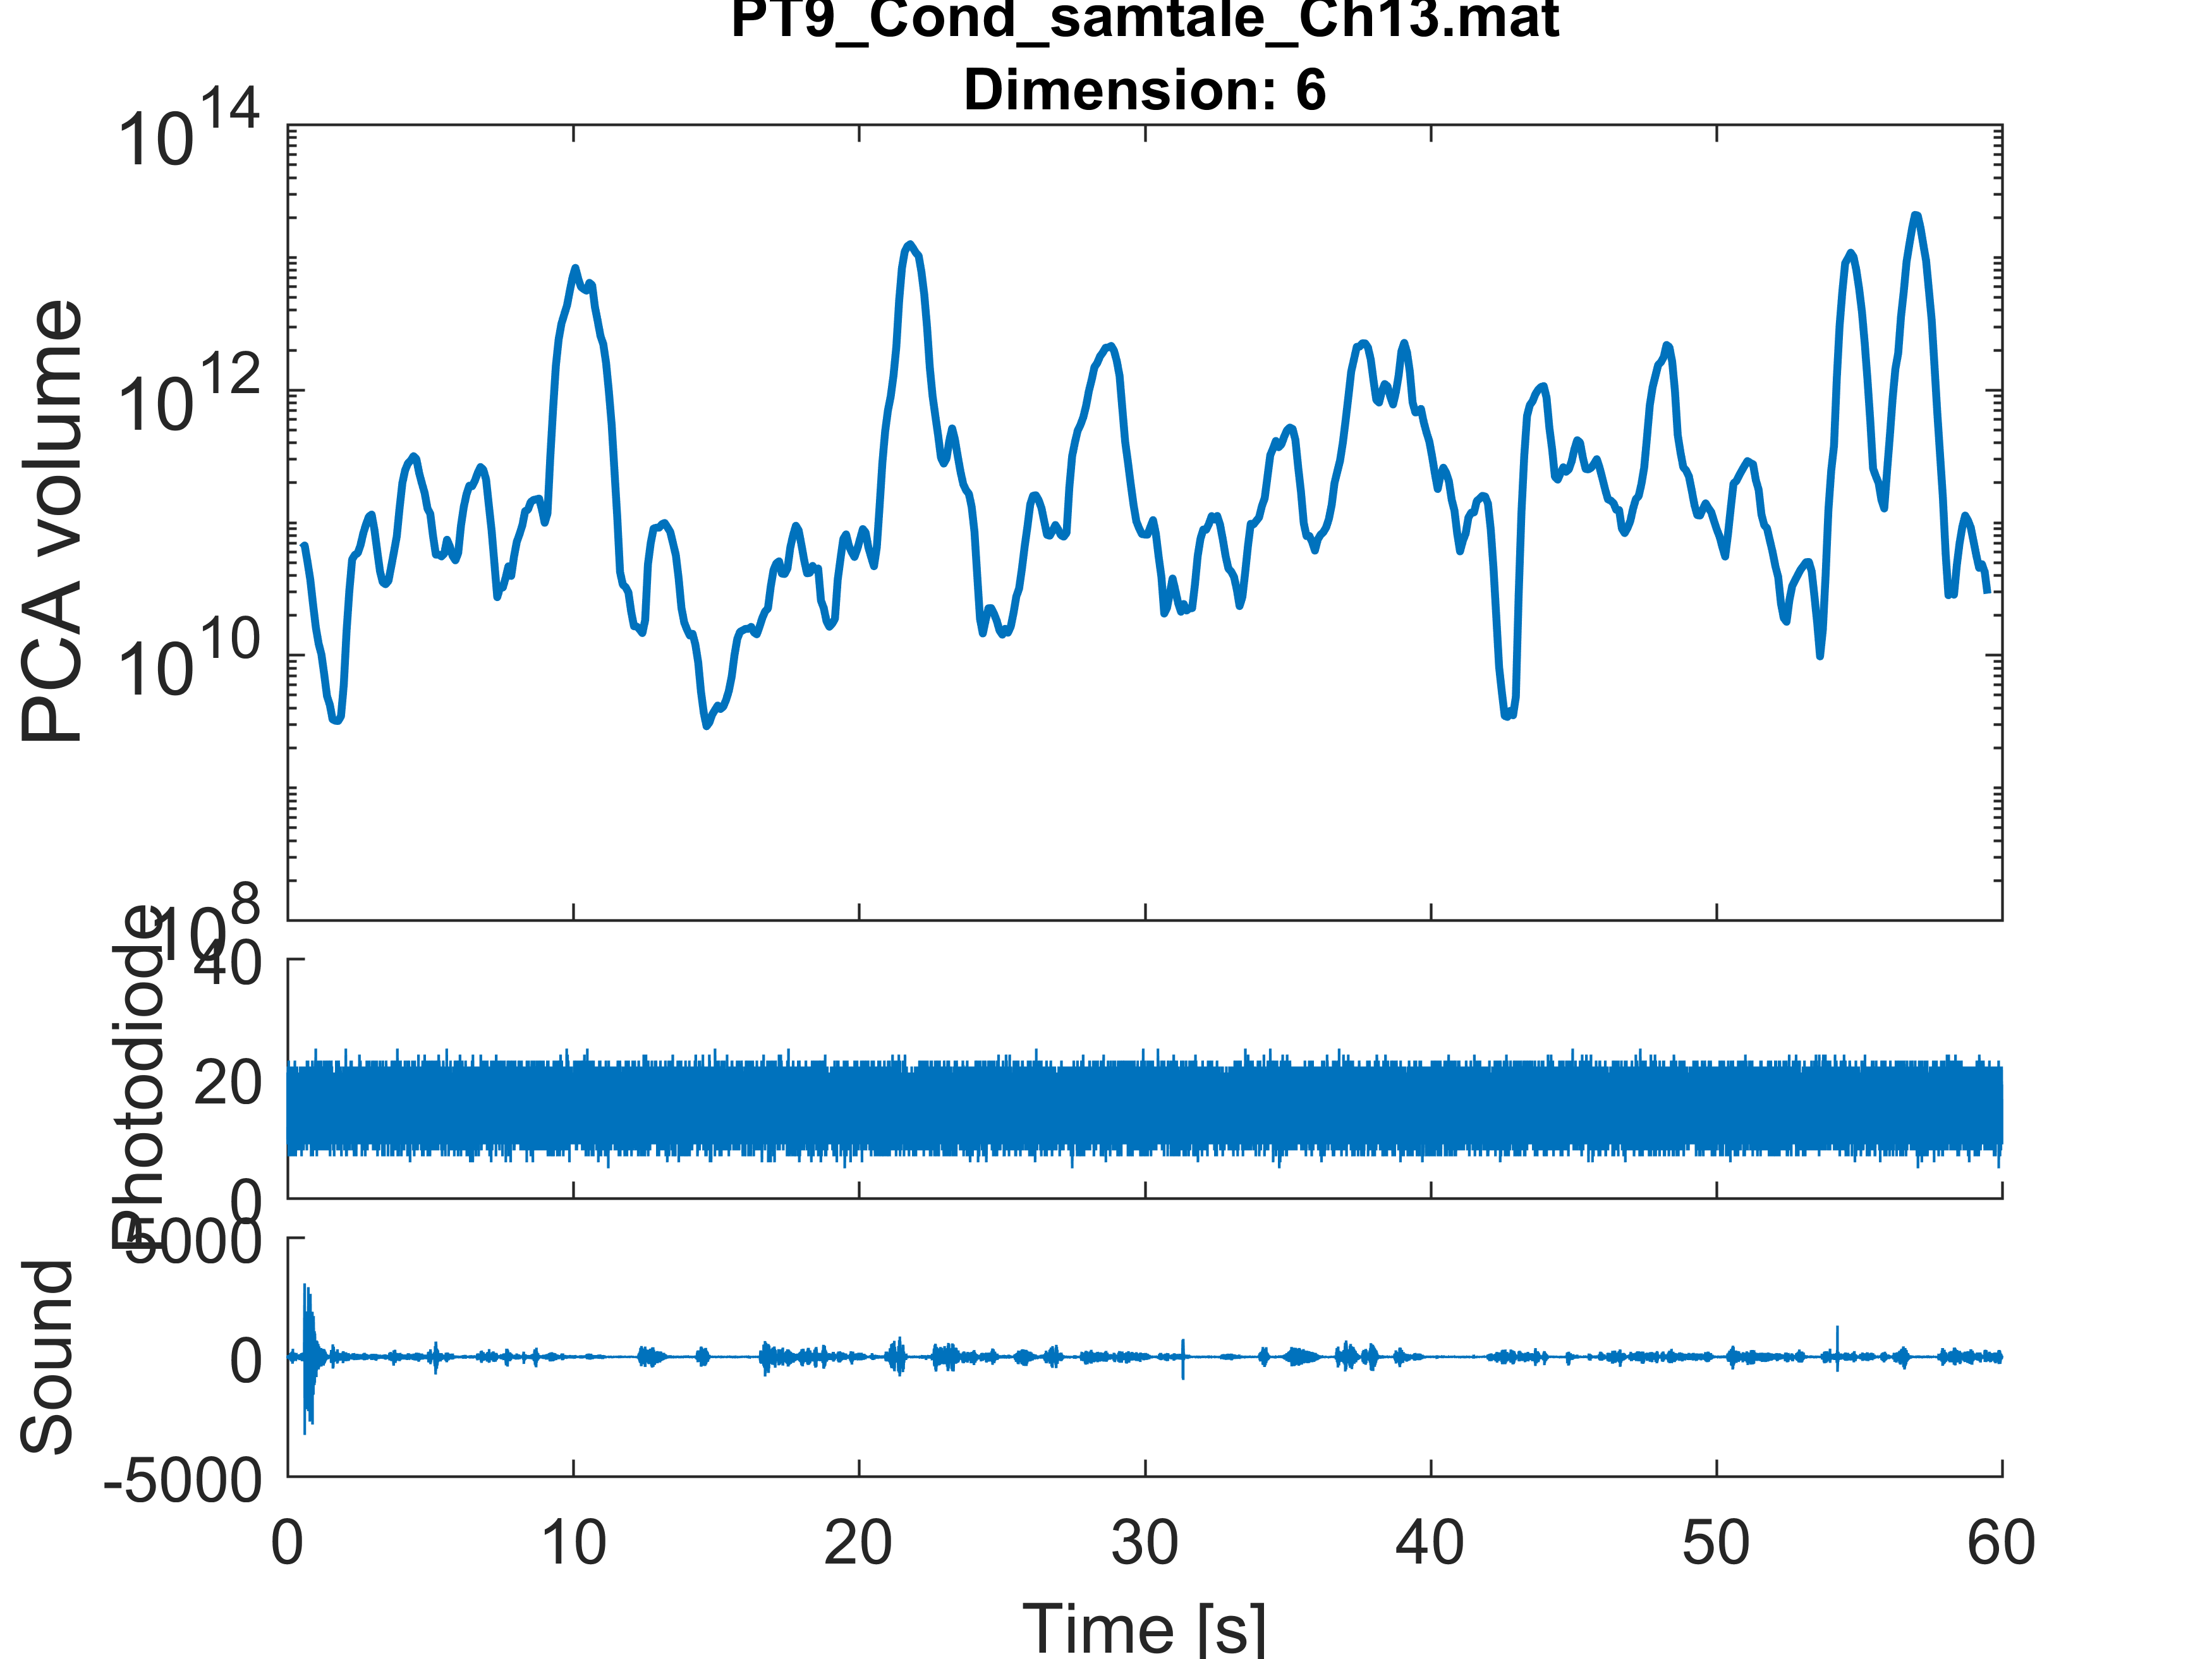 PT9_Cond_samtale_Ch13.mat
Dimension: 6
PCA volume
10^14
10^12
10^10
10^8
Photodiode
40
20
0
Sound
5000
0
-5000
0 10 20 30 40 50 60
Time [s]